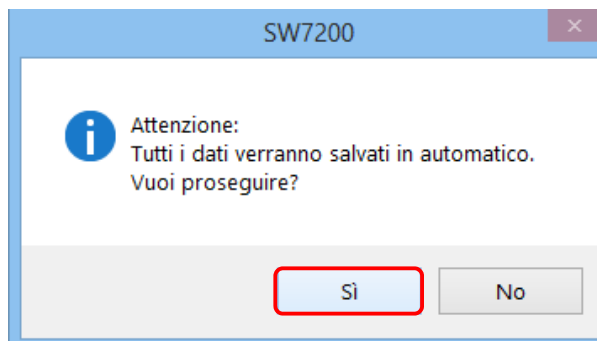 SW7200
Attenzione:
Tutti i dati verranno salvati in automatico.
Vuoi proseguire?
Sì
No